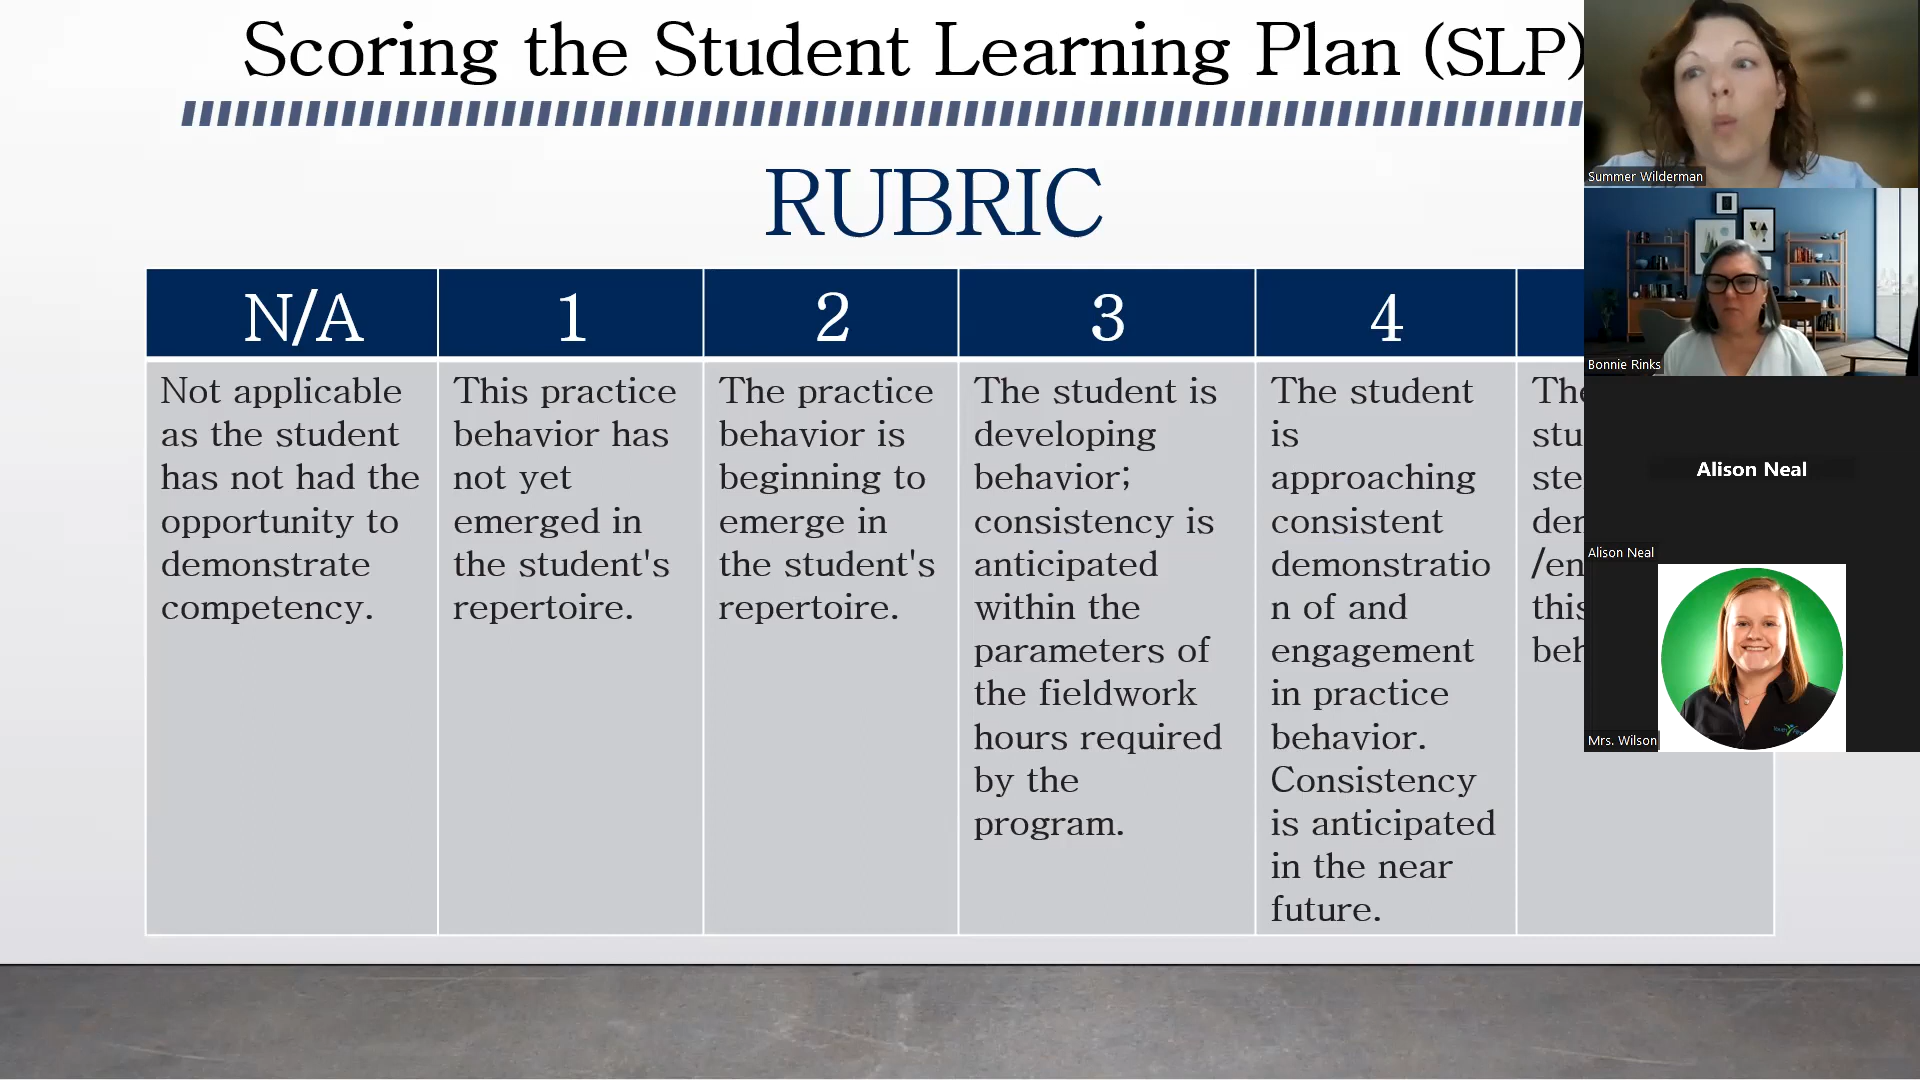 Scoring the Student Learning Plan (SLP)
RUBRIC
N/A
1
2
3
4
Not applicable
as the student
has not had the
opportunity to
demonstrate
competency.
This practice
behavior has
not yet
emerged in
the student's
repertoire.
The practice
behavior is
beginning to
emerge in
the student's
repertoire.
The student is
developing
behavior;
consistency is
anticipated
within the
parameters of
the fieldwork
hours required
by the
program.
The student
is
approaching
consistent
demonstratio
n of and
engagement
in practice
behavior.
Consistency
is anticipated
in the near
future.
Summer Wilderman
Bonnie Rinks
Alison Neal
Alison Neal
Mrs. Wilson